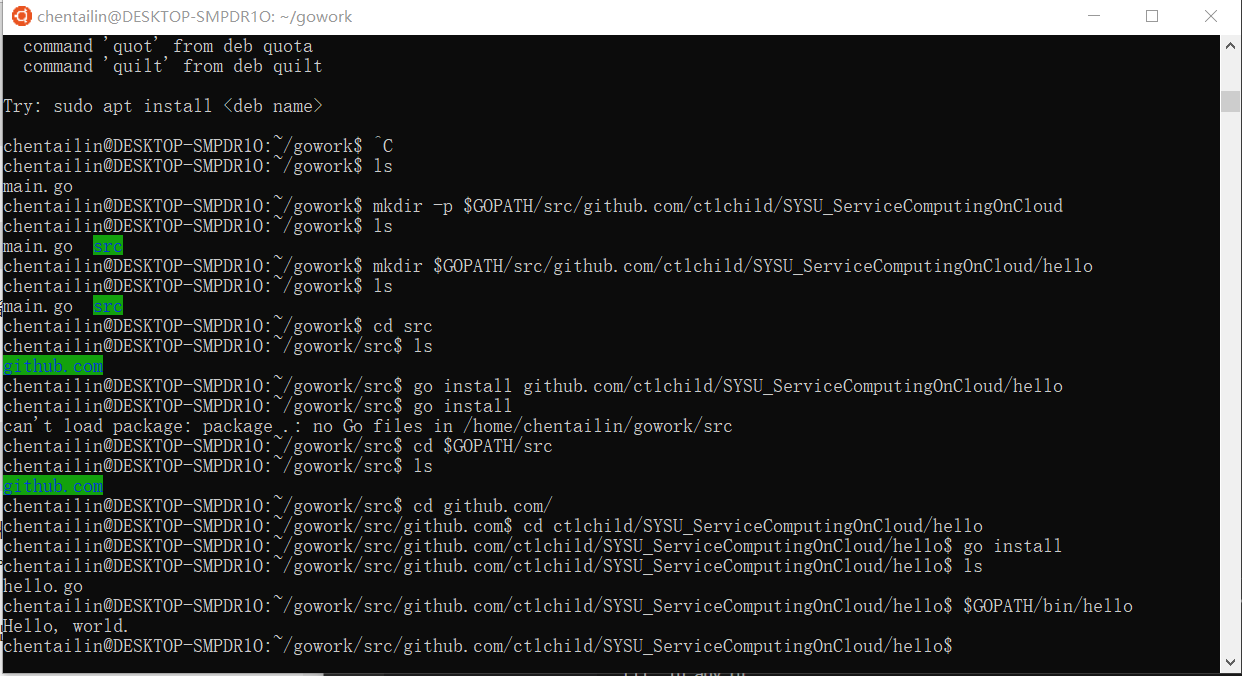 chentailin@DESKTOP-SMPDR1O: ~/gowork
command 'quot' from deb quota
command 'quilt' from deb quilt
Try: sudo apt install <deb name>
chentailin@DESKTOP-SMPDR1O:~/gowork$ ^C
chentailin@DESKTOP-SMPDR1O:~/gowork$ ls
main.go
chentailin@DESKTOP-SMPDR1O:~/gowork$ mkdir -p $GOPATH/src/github.com/ctlchild/SYSU_ServiceComputingOnCloud
chentailin@DESKTOP-SMPDR1O:~/gowork$ ls
main.go  src
chentailin@DESKTOP-SMPDR1O:~/gowork$ mkdir $GOPATH/src/github.com/ctlchild/SYSU_ServiceComputingOnCloud/hello
chentailin@DESKTOP-SMPDR1O:~/gowork$ ls
main.go  src
chentailin@DESKTOP-SMPDR1O:~/gowork$ cd src
chentailin@DESKTOP-SMPDR1O:~/gowork/src$ ls
github.com
chentailin@DESKTOP-SMPDR1O:~/gowork/src$ go install github.com/ctlchild/SYSU_ServiceComputingOnCloud/hello
chentailin@DESKTOP-SMPDR1O:~/gowork/src$ go install
can't load package: package .: no Go files in /home/chentailin/gowork/src
chentailin@DESKTOP-SMPDR1O:~/gowork/src$ cd $GOPATH/src
chentailin@DESKTOP-SMPDR1O:~/gowork/src$ ls
github.com
chentailin@DESKTOP-SMPDR1O:~/gowork/src$ cd github.com/
chentailin@DESKTOP-SMPDR1O:~/gowork/src/github.com$ cd ctlchild/SYSU_ServiceComputingOnCloud/hello
chentailin@DESKTOP-SMPDR1O:~/gowork/src/github.com/ctlchild/SYSU_ServiceComputingOnCloud/hello$ go install
chentailin@DESKTOP-SMPDR1O:~/gowork/src/github.com/ctlchild/SYSU_ServiceComputingOnCloud/hello$ ls
hello.go
chentailin@DESKTOP-SMPDR1O:~/gowork/src/github.com/ctlchild/SYSU_ServiceComputingOnCloud/hello$ $GOPATH/bin/hello
Hello, world.
chentailin@DESKTOP-SMPDR1O:~/gowork/src/github.com/ctlchild/SYSU_ServiceComputingOnCloud/hello$